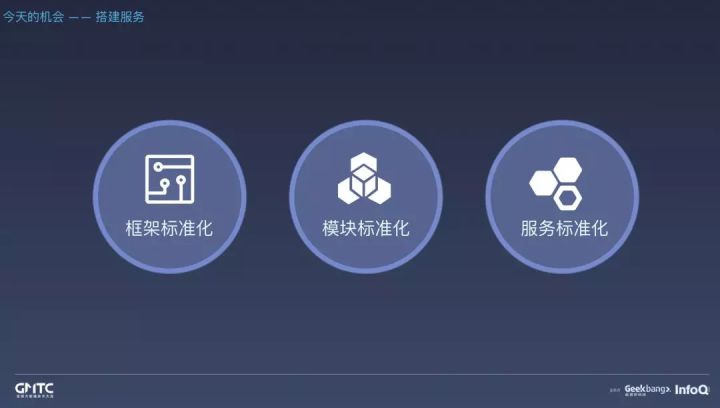 今天的机会 —— 搭建服务
框架标准化
模块标准化
服务标准化
GMTC
Geekbang>.
InfoQ